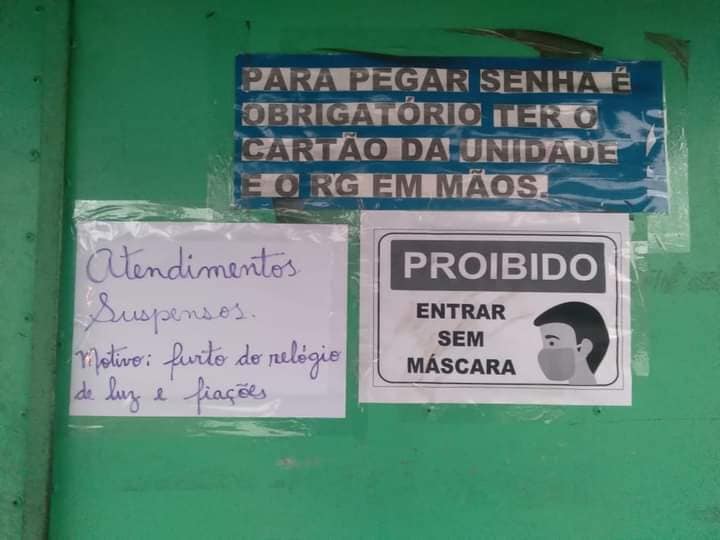 PARA PEGAR SENHA É
OBRIGATÓRIO TER O
CARTÃO DA UNIDADE
E O RG EM MÃOS.
Atendimentos
Suspensos.
Motivo: furto do relógio
de luz e fiações
PROIBIDO
ENTRAR
SEM
MÁSCARA